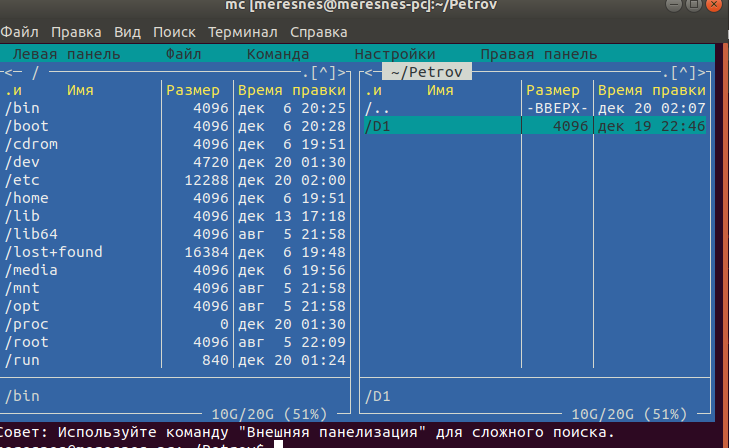 mc [meresnes@meresnes-pc]:~/Petrov
Файл Правка Вид Поиск Терминал Справка
Левая панель Файл Команда Настройки Правая панель
<─ / .[^]> <─ ~/Petrov .[^]>
.и Имя Размер Время правки .и Имя Размер Время правки
/bin 4096 дек 6 20:25 /.. -ВВЕРХ- дек 20 02:07
/boot 4096 дек 6 20:28 /D1 4096 дек 19 22:46
/cdrom 4096 дек 6 19:51
/dev 4720 дек 20 01:30
/etc 12288 дек 20 02:00
/home 4096 дек 6 19:51
/lib 4096 дек 13 17:18
/lib64 4096 авг 5 21:58
/lost+found 16384 дек 6 19:48
/media 4096 дек 6 19:56
/mnt 4096 авг 5 21:58
/opt 4096 авг 5 21:58
/proc 0 дек 20 01:30
/root 4096 авг 5 22:09
/run 840 дек 20 01:24
/bin /D1
10G/20G (51%) 10G/20G (51%)
Совет: Используйте команду "Внешняя панелизация" для сложного поиска.
meresnes@meresnes-pc:~/Petrov$